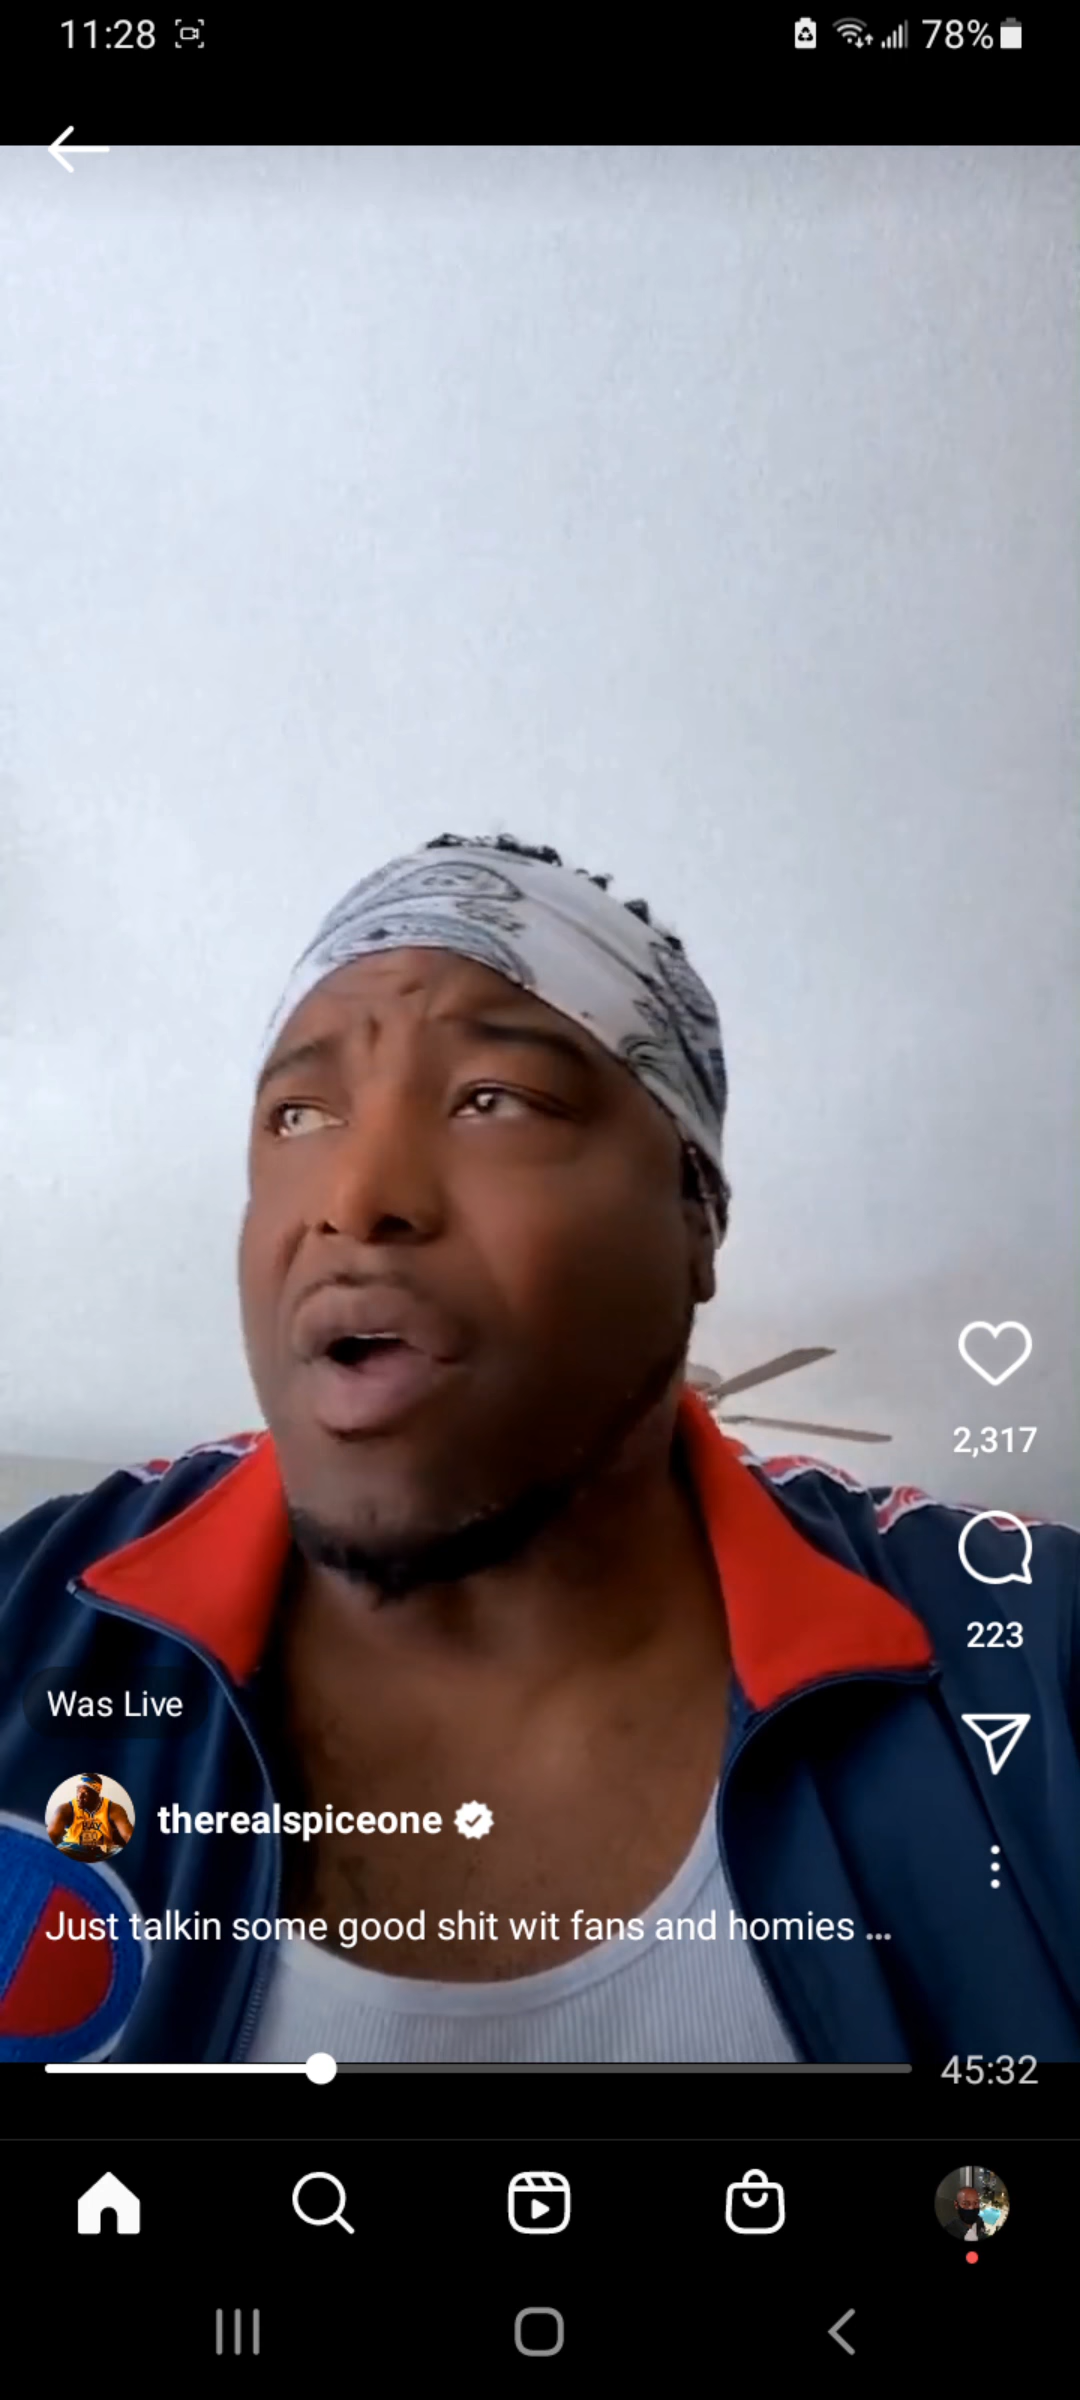 11:28
78%
2,317
223
Was Live
therealspiceone
Just talkin some good shit wit fans and homies ...
45:32